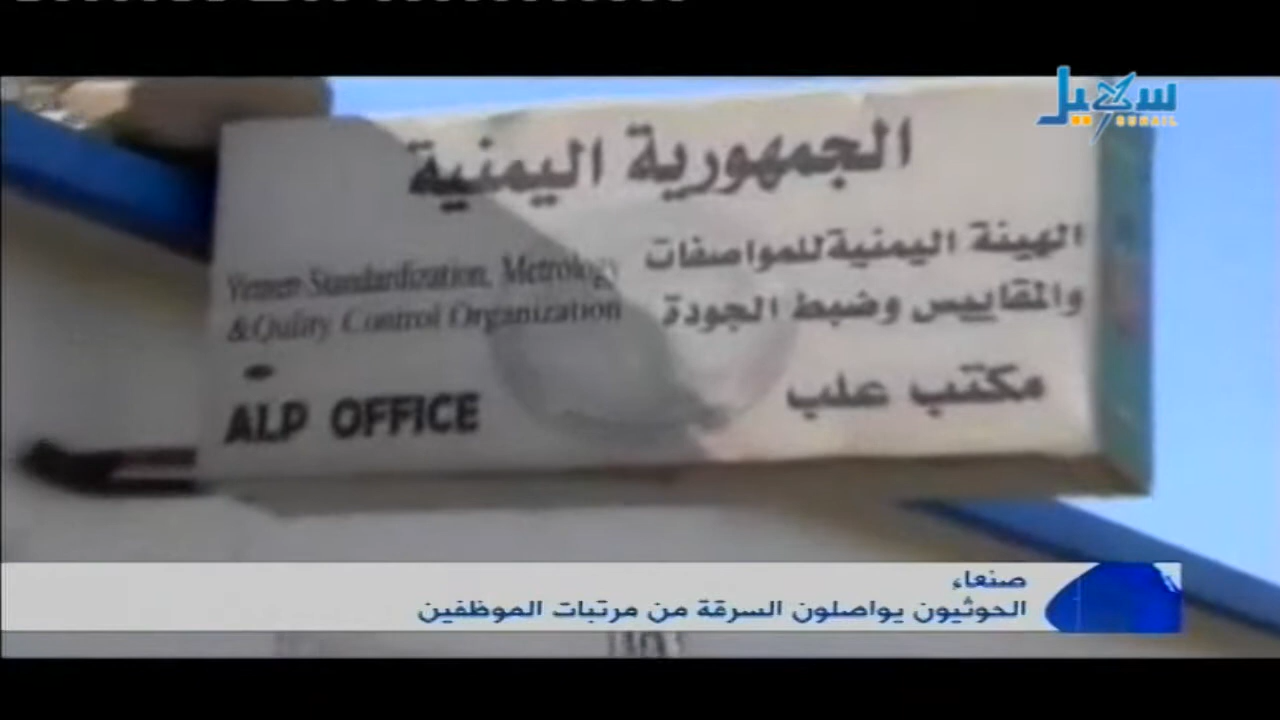 سهيل
SUHAIL
الجمهورية اليمنية
الهيئة اليمنية للمواصفات
والمقاييس وضبط الجودة
مكتب علب
Yemen Standardization, Metrology
&Qulity Control Organization
ALP OFFICE
صنعاء
الحوثيون يواصلون السرقة من مرتبات الموظفين